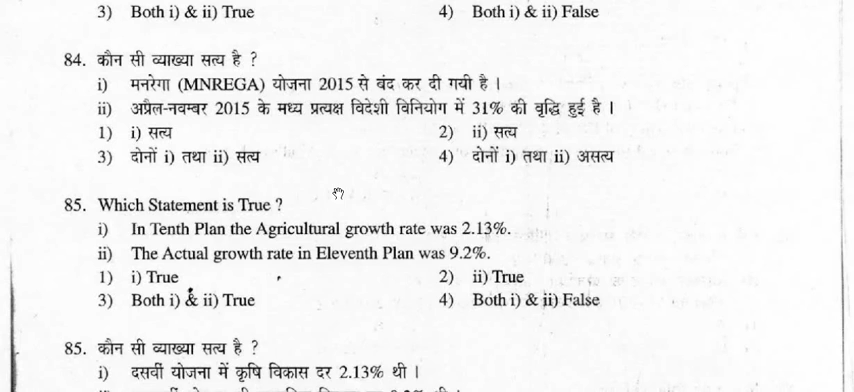 3) Both i) & ii) True 4) Both i) & ii) False
84. कौन सी व्याख्या सत्य है ?
i) मनरेगा (MNREGA) योजना 2015 से बंद कर दी गयी है ।
ii) अप्रैल-नवम्बर 2015 के मध्य प्रत्यक्ष विदेशी विनियोग में 31% की वृद्धि हुई है ।
1) i) सत्य 2) ii) सत्य
3) दोनों i) तथा ii) सत्य 4) दोनों i) तथा ii) असत्य
85. Which Statement is True ?
i) In Tenth Plan the Agricultural growth rate was 2.13%.
ii) The Actual growth rate in Eleventh Plan was 9.2%.
1) i) True 2) ii) True
3) Both i) & ii) True 4) Both i) & ii) False
85. कौन सी व्याख्या सत्य है ?
i) दसवीं योजना में कृषि विकास दर 2.13% थी ।